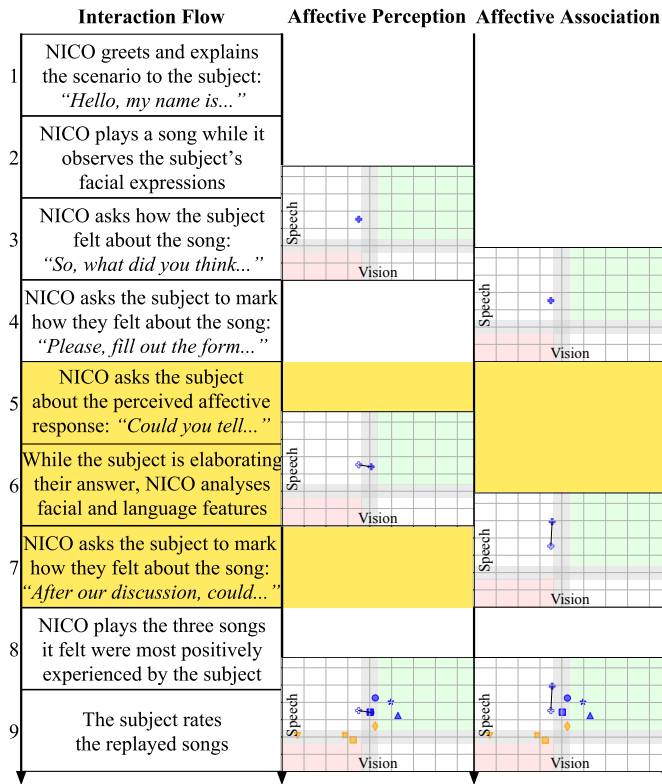 Interaction Flow
Affective Perception
Affective Association
1
NICO greets and explains
the scenario to the subject:
“Hello, my name is...”
2
NICO plays a song while it
observes the subject’s
facial expressions
3
NICO asks how the subject
felt about the song:
“So, what did you think...”
Speech
Vision
4
NICO asks the subject to mark
how they felt about the song:
“Please, fill out the form...”
Speech
Vision
5
NICO asks the subject
about the perceived affective
response: “Could you tell...”
6
While the subject is elaborating
their answer, NICO analyses
facial and language features
Speech
Vision
7
NICO asks the subject to mark
how they felt about the song:
“After our discussion, could...”
Speech
Vision
8
NICO plays the three songs
it felt were most positively
experienced by the subject
9
The subject rates
the replayed songs
Speech
Vision
Speech
Vision